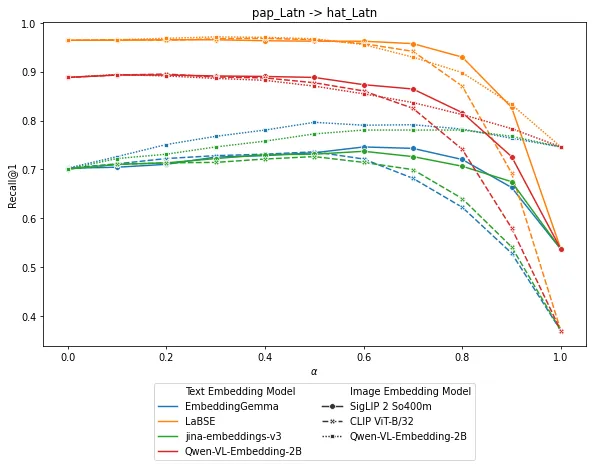 pap_Latn -> hat_Latn
1.0
0.9
0.8
0.7
0.6
0.5
0.4
Recall@1
0.0 0.2 0.4 0.6 0.8 1.0
α
Text Embedding Model Image Embedding Model
EmbeddingGemma SigLIP 2 So400m
LaBSE CLIP ViT-B/32
jina-embeddings-v3 Qwen-VL-Embedding-2B
Qwen-VL-Embedding-2B